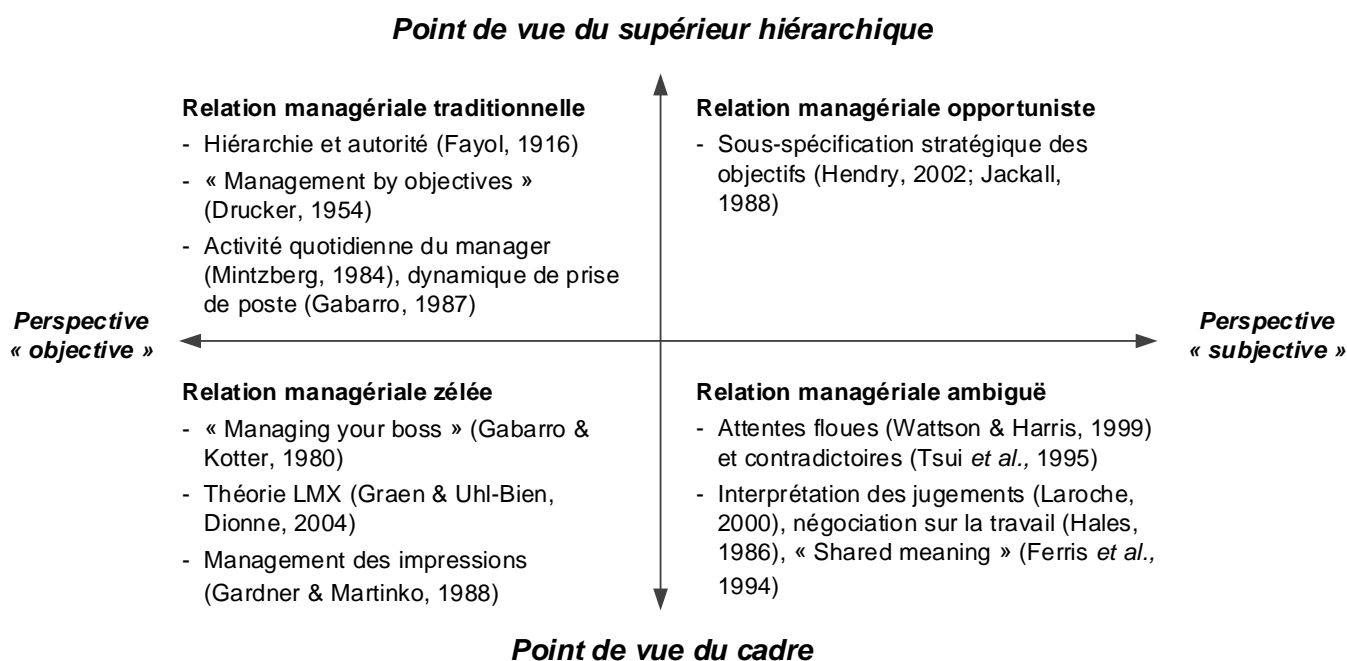 Point de vue du supérieur hiérarchique
Relation managériale traditionnelle
- Hiérarchie et autorité (Fayol, 1916)
- « Management by objectives »
(Drucker, 1954)
- Activité quotidienne du manager
(Mintzberg, 1984), dynamique de prise
de poste (Gabarro, 1987)
Relation managériale opportuniste
- Sous-spécification stratégique des
objectifs (Hendry, 2002; Jackall,
1988)
Perspective
« objective »
Perspective
« subjective »
Relation managériale zélée
- « Managing your boss » (Gabarro &
Kotter, 1980)
- Théorie LMX (Graen & Uhl-Bien,
Dionne, 2004)
- Management des impressions
(Gardner & Martinko, 1988)
Relation managériale ambiguë
- Attentes floues (Wattson & Harris, 1999)
et contradictoires (Tsui et al., 1995)
- Interprétation des jugements (Laroche,
2000), négociation sur la travail (Hales,
1986), « Shared meaning » (Ferris et al.,
1994)
Point de vue du cadre